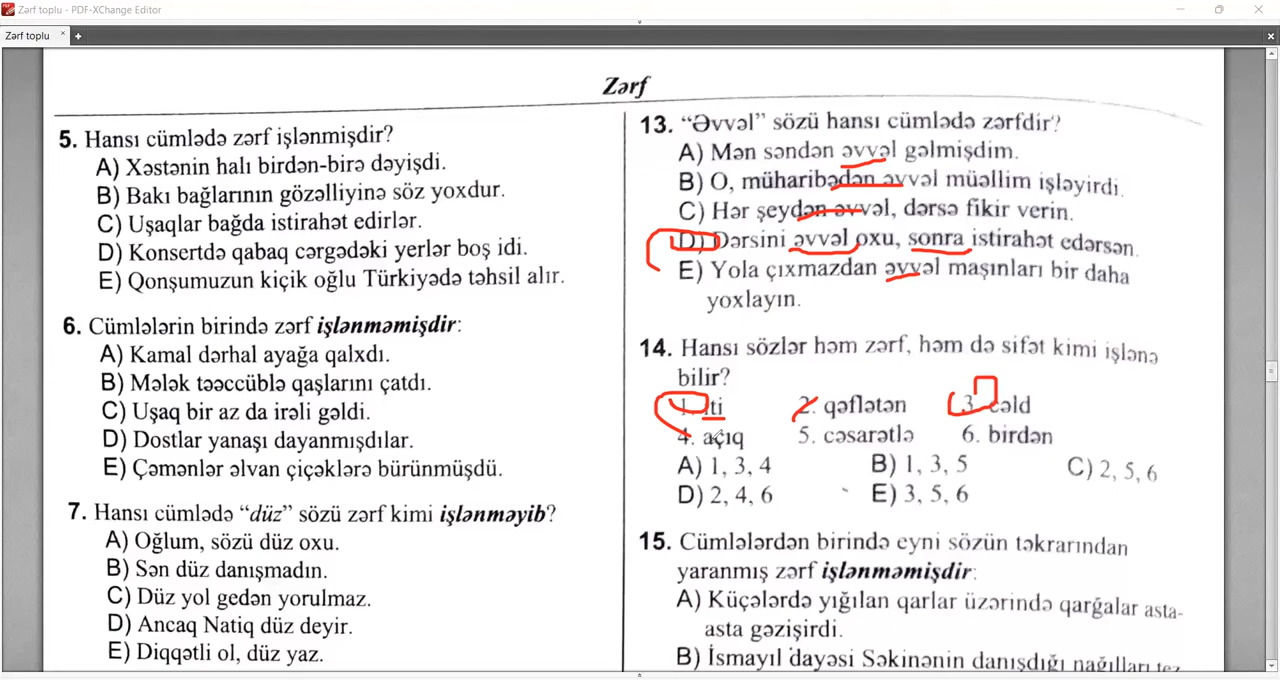 Zərf toplu - PDF-XChange Editor
Zərf toplu
Zərf
5. Hansı cümlədə zərf işlənmişdir?
A) Xəstənin halı birdən-birə dəyişdi.
B) Bakı bağlarının gözəlliyinə söz yoxdur.
C) Uşaqlar bağda istirahət edirlər.
D) Konsertdə qabaq cərgədəki yerlər boş idi.
E) Qonşumuzun kiçik oğlu Türkiyədə təhsil alır.
6. Cümlələrin birində zərf işlənməmişdir:
A) Kamal dərhal ayağa qalxdı.
B) Mələk təəccüblə qaşlarını çatdı.
C) Uşaq bir az da irəli gəldi.
D) Dostlar yanaşı dayanmışdılar.
E) Çəmənlər əlvan çiçəklərə bürünmüşdü.
7. Hansı cümlədə “düz” sözü zərf kimi işlənməyib?
A) Oğlum, sözü düz oxu.
B) Sən düz danışmadın.
C) Düz yol gedən yorulmaz.
D) Ancaq Natiq düz deyir.
E) Diqqətli ol, düz yaz.
13. “Əvvəl” sözü hansı cümlədə zərfdir?
A) Mən səndən əvvəl gəlmişdim.
B) O, müharibədən əvvəl müəllim işləyirdi.
C) Hər şeydən əvvəl, dərsə fikir verin.
D) Dərsini əvvəl oxu, sonra istirahət edərsən.
E) Yola çıxmazdan əvvəl maşınları bir daha
yoxlayın.
14. Hansı sözlər həm zərf, həm də sifət kimi işlənə
bilir?
1. iti 2. qəflətən 3. cəld
4. açıq 5. cəsarətlə 6. birdən
A) 1, 3, 4 B) 1, 3, 5 C) 2, 5, 6
D) 2, 4, 6 E) 3, 5, 6
15. Cümlələrdən birində eyni sözün təkrarından
yaranmış zərf işlənməmişdir:
A) Küçələrdə yığılan qarlar üzərində qarğalar asta-
asta gəzişirdi.
B) İsmayıl dayəsi Səkinənin danışdığı nağılları tez